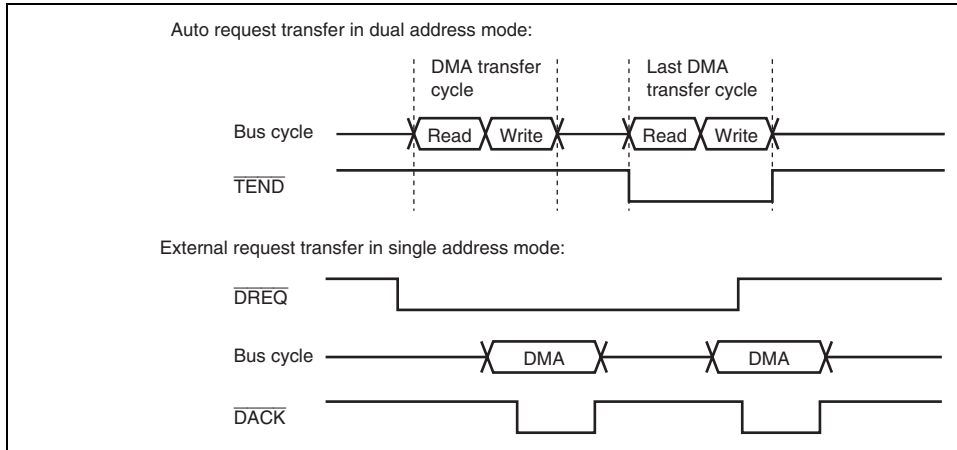 Auto request transfer in dual address mode:
DMA transfer
cycle
Last DMA
transfer cycle
Bus cycle
Read
Write
Read
Write
TEND
External request transfer in single address mode:
DREQ
Bus cycle
DMA
DMA
DACK